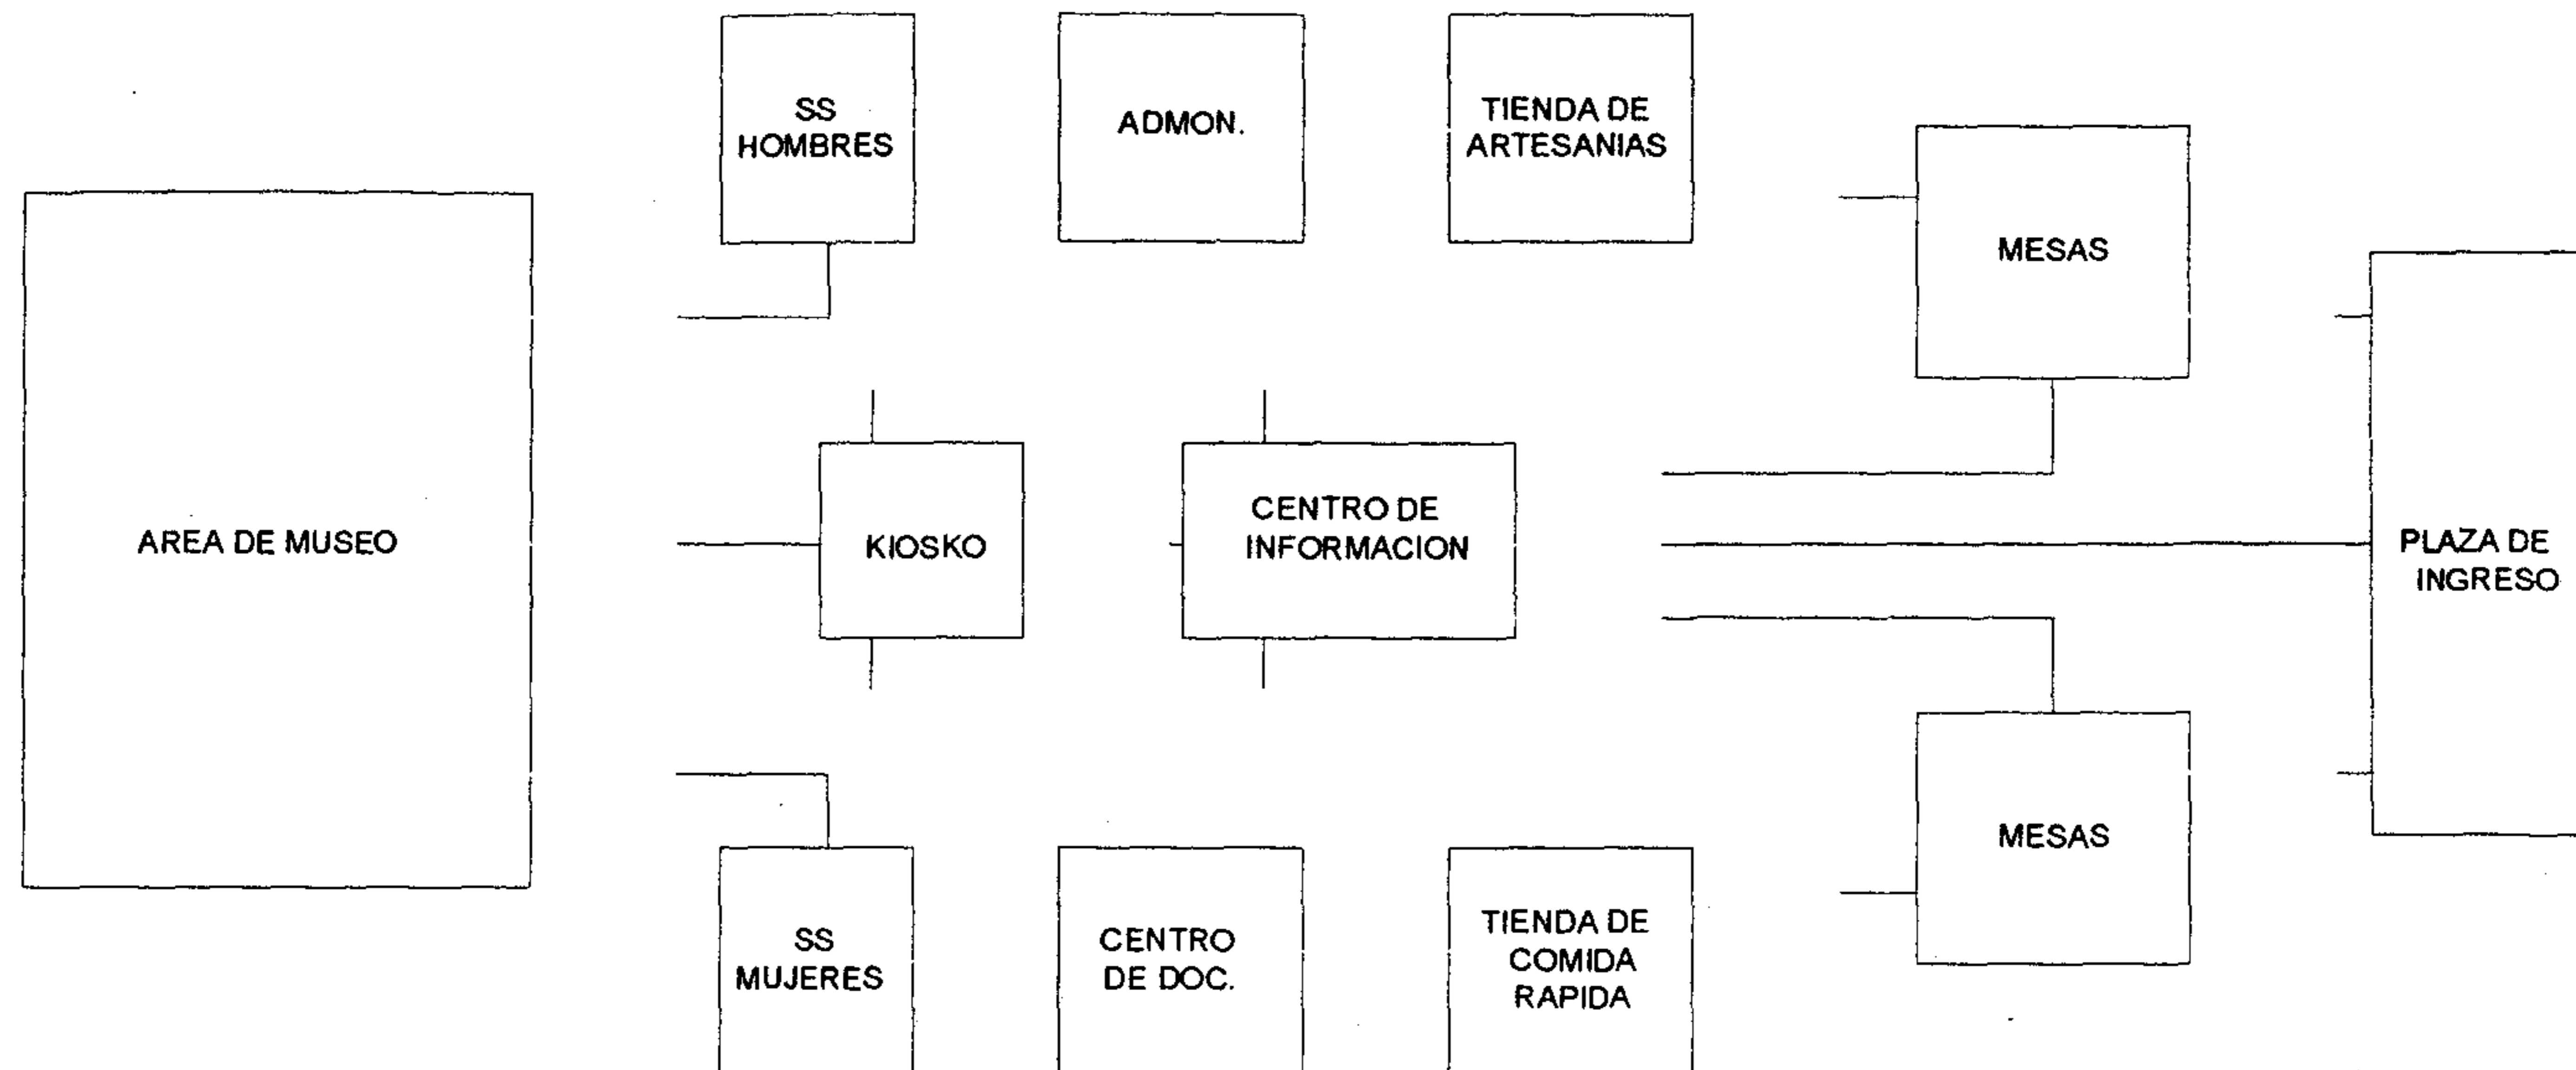 SS
HOMBRES
ADMON.
TIENDA DE
ARTESANIAS
MESAS
AREA DE MUSEO
KIOSKO
CENTRO DE
INFORMACION
PLAZA DE
INGRESO
SS
MUJERES
CENTRO
DE DOC.
TIENDA DE
COMIDA
RAPIDA
MESAS